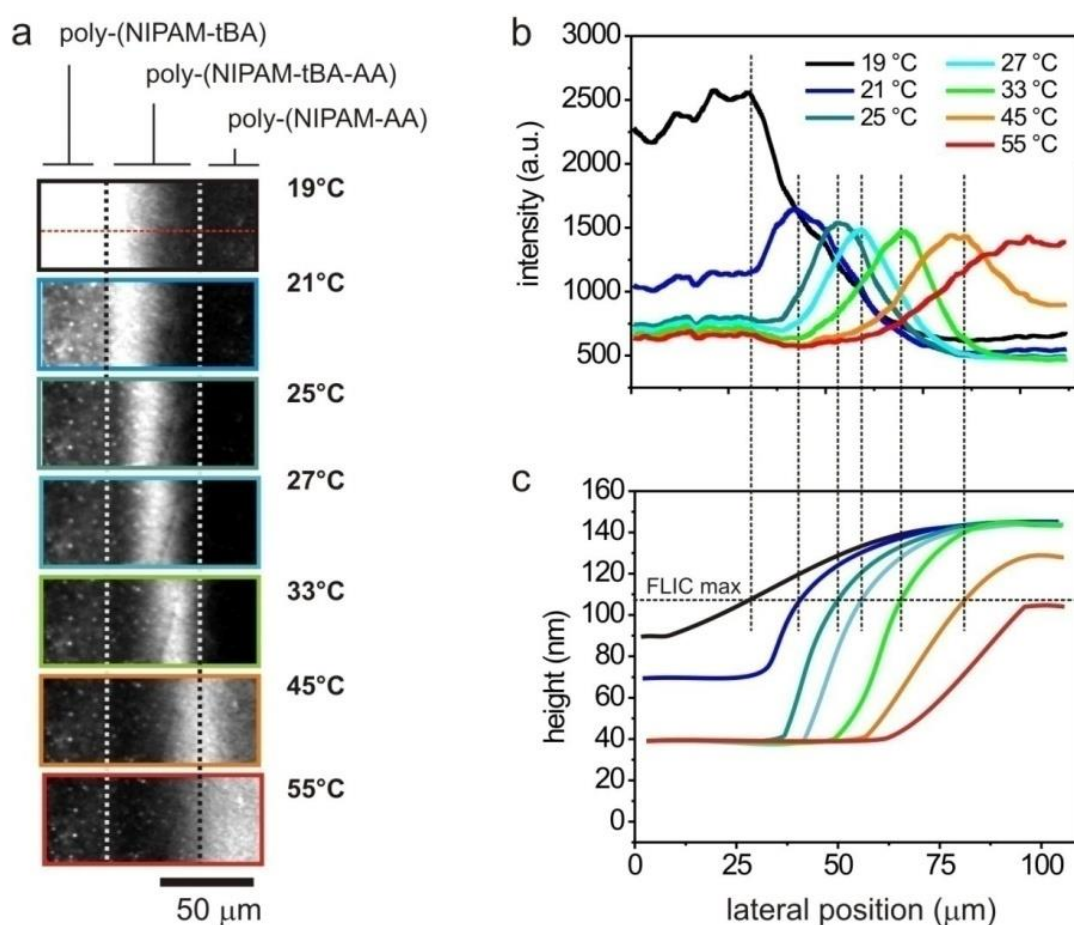 a
poly-(NIPAM-tBA)
poly-(NIPAM-tBA-AA)
poly-(NIPAM-AA)
19°C
21°C
25°C
27°C
33°C
45°C
55°C
50 μm
b
3000
2500
2000
1500
1000
500
intensity (a.u.)
19 °C
21 °C
25 °C
27 °C
33 °C
45 °C
55 °C
c
160
140
120
100
80
60
40
20
0
height (nm)
FLIC max
0 25 50 75 100
lateral position (μm)